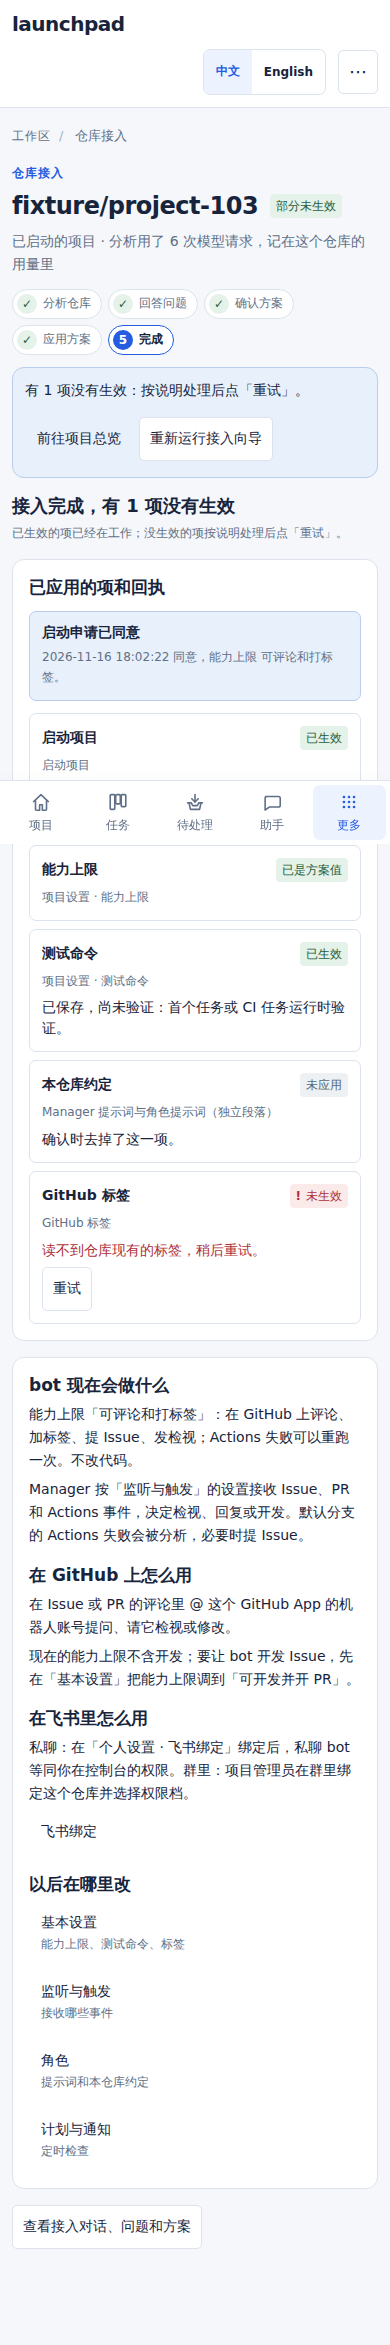 launchpad
中文 English ⋯
工作区 / 仓库接入
仓库接入
fixture/project-103 部分未生效
已启动的项目 · 分析用了 6 次模型请求，记在这个仓库的
用量里
✓ 分析仓库 ✓ 回答问题 ✓ 确认方案
✓ 应用方案 5 完成
有 1 项没有生效：按说明处理后点「重试」。
前往项目总览 重新运行接入向导
接入完成，有 1 项没有生效
已生效的项已经在工作；没生效的项按说明处理后点「重试」。
已应用的项和回执
启动申请已同意
2026-11-16 18:02:22 同意，能力上限 可评论和打标
签。
启动项目 已生效
启动项目
项目 任务 待处理 助手 更多
能力上限 已是方案值
项目设置 · 能力上限
测试命令 已生效
项目设置 · 测试命令
已保存，尚未验证：首个任务或 CI 任务运行时验
证。
本仓库约定 未应用
Manager 提示词与角色提示词（独立段落）
确认时去掉了这一项。
GitHub 标签 ! 未生效
GitHub 标签
读不到仓库现有的标签，稍后重试。
重试
bot 现在会做什么
能力上限「可评论和打标签」：在 GitHub 上评论、
加标签、提 Issue、发检视；Actions 失败可以重跑
一次。不改代码。
Manager 按「监听与触发」的设置接收 Issue、PR
和 Actions 事件，决定检视、回复或开发。默认分支
的 Actions 失败会被分析，必要时提 Issue。
在 GitHub 上怎么用
在 Issue 或 PR 的评论里 @ 这个 GitHub App 的机
器人账号提问、请它检视或修改。
现在的能力上限不含开发；要让 bot 开发 Issue，先
在「基本设置」把能力上限调到「可开发并开 PR」。
在飞书里怎么用
私聊：在「个人设置 · 飞书绑定」绑定后，私聊 bot
等同你在控制台的权限。群里：项目管理员在群里绑
定这个仓库并选择权限档。
飞书绑定
以后在哪里改
基本设置
能力上限、测试命令、标签
监听与触发
接收哪些事件
角色
提示词和本仓库约定
计划与通知
定时检查
查看接入对话、问题和方案